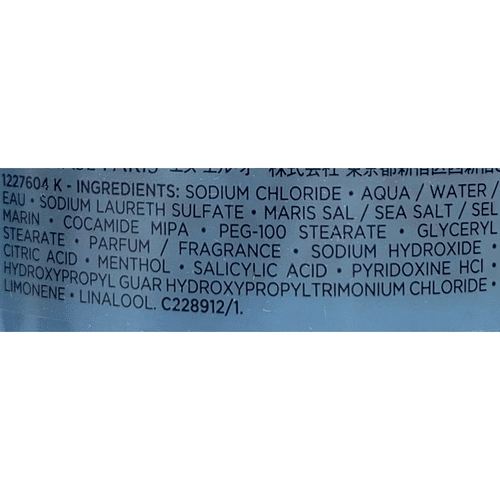 1227604 K - INGREDIENTS: SODIUM CHLORIDE • AQUA / WATER /
EAU • SODIUM LAURETH SULFATE • MARIS SAL / SEA SALT / SEL
MARIN • COCAMIDE MIPA • PEG-100 STEARATE • GLYCERYL
STEARATE • PARFUM / FRAGRANCE • SODIUM HYDROXIDE •
CITRIC ACID • MENTHOL • SALICYLIC ACID • PYRIDOXINE HCl •
HYDROXYPROPYL GUAR HYDROXYPROPYLTRIMONIUM CHLORIDE •
LIMONENE • LINALOOL. C228912/1.